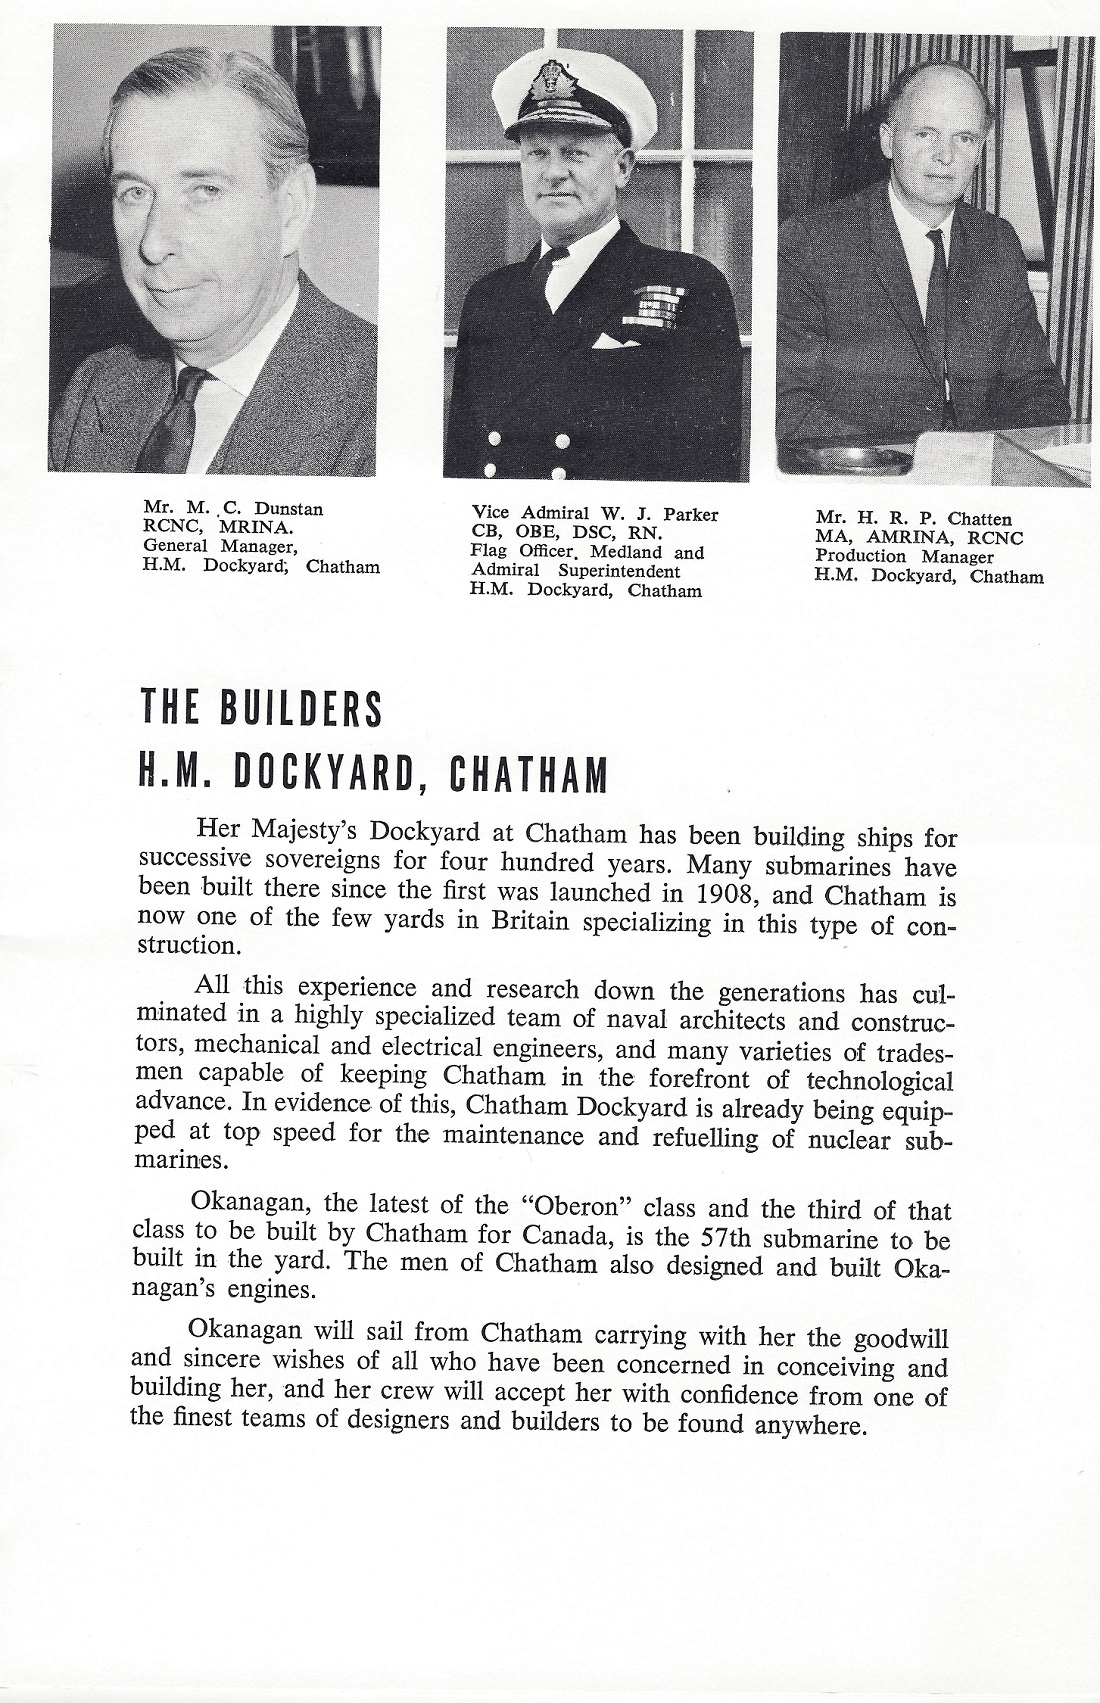 Mr. M. C. Dunstan
RCNC, MRINA.
General Manager,
H.M. Dockyard, Chatham
Vice Admiral W. J. Parker
CB, OBE, DSC, RN.
Flag Officer, Medland and
Admiral Superintendent
H.M. Dockyard, Chatham
Mr. H. R. P. Chatten
MA, AMRINA, RCNC
Production Manager
H.M. Dockyard, Chatham
THE BUILDERS
H.M. DOCKYARD, CHATHAM
Her Majesty's Dockyard at Chatham has been building ships for
successive sovereigns for four hundred years. Many submarines have
been built there since the first was launched in 1908, and Chatham is
now one of the few yards in Britain specializing in this type of con-
struction.
All this experience and research down the generations has cul-
minated in a highly specialized team of naval architects and construc-
tors, mechanical and electrical engineers, and many varieties of trades-
men capable of keeping Chatham in the forefront of technological
advance. In evidence of this, Chatham Dockyard is already being equip-
ped at top speed for the maintenance and refuelling of nuclear sub-
marines.
Okanagan, the latest of the “Oberon” class and the third of that
class to be built by Chatham for Canada, is the 57th submarine to be
built in the yard. The men of Chatham also designed and built Oka-
nagan's engines.
Okanagan will sail from Chatham carrying with her the goodwill
and sincere wishes of all who have been concerned in conceiving and
building her, and her crew will accept her with confidence from one of
the finest teams of designers and builders to be found anywhere.